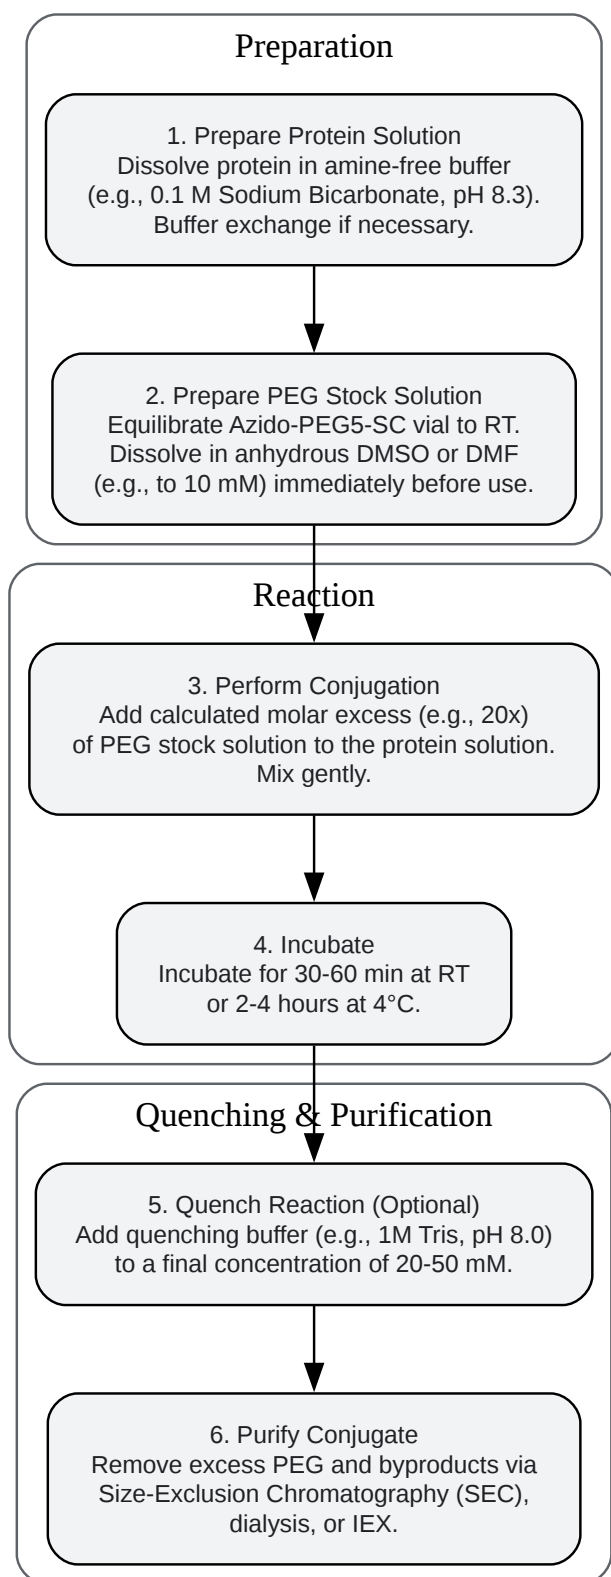 Preparation
1. Prepare Protein Solution
Dissolve protein in amine-free buffer
(e.g., 0.1 M Sodium Bicarbonate, pH 8.3).
Buffer exchange if necessary.
2. Prepare PEG Stock Solution
Equilibrate Azido-PEG5-SC vial to RT.
Dissolve in anhydrous DMSO or DMF
(e.g., to 10 mM) immediately before use.
Reaction
3. Perform Conjugation
Add calculated molar excess (e.g., 20x)
of PEG stock solution to the protein solution.
Mix gently.
4. Incubate
Incubate for 30-60 min at RT
or 2-4 hours at 4°C.
Quenching & Purification
5. Quench Reaction (Optional)
Add quenching buffer (e.g., 1M Tris, pH 8.0)
to a final concentration of 20-50 mM.
6. Purify Conjugate
Remove excess PEG and byproducts via
Size-Exclusion Chromatography (SEC),
dialysis, or IEX.